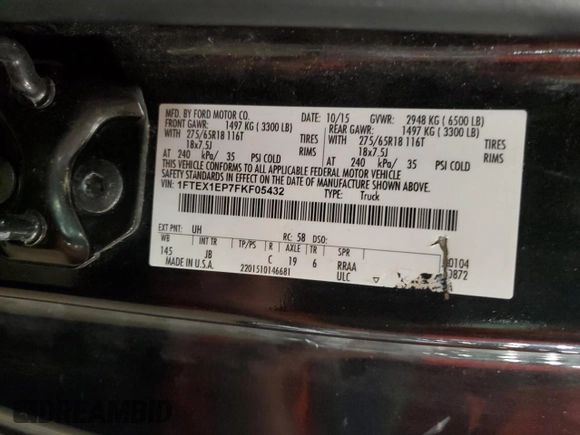 MFD. BY FORD MOTOR CO.
DATE: 10/15 GVWR: 2948 KG ( 6500 LB)
FRONT GAWR: 1497 KG ( 3300 LB)
REAR GAWR: 1497 KG ( 3300 LB)
WITH 275/65R18 116T TIRES
WITH 275/65R18 116T TIRES
18x7.5J
18x7.5J
AT 240 kPa/ 35 PSI COLD
AT 240 kPa/ 35 PSI COLD
THIS VEHICLE CONFORMS TO ALL APPLICABLE FEDERAL MOTOR VEHICLE
SAFETY STANDARDS IN EFFECT ON THE DATE OF MANUFACTURE SHOWN ABOVE.
VIN: 1FTEX1EP7FKF05432
TYPE: Truck
EXT PNT: UH RC: 58 DSO:
WB INT TR TP/PS R AXLE TR SPR
145 JB C 19 6 RRAA 0104
MADE IN U.S.A. 2201510146681 ULC 0872
DREAMBID